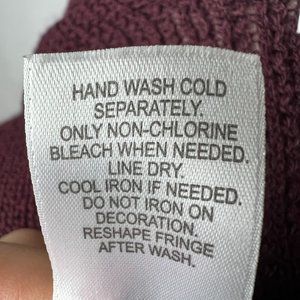 HAND WASH COLD
SEPARATELY.
ONLY NON-CHLORINE
BLEACH WHEN NEEDED.
LINE DRY.
COOL IRON IF NEEDED.
DO NOT IRON ON
DECORATION.
RESHAPE FRINGE
AFTER WASH.